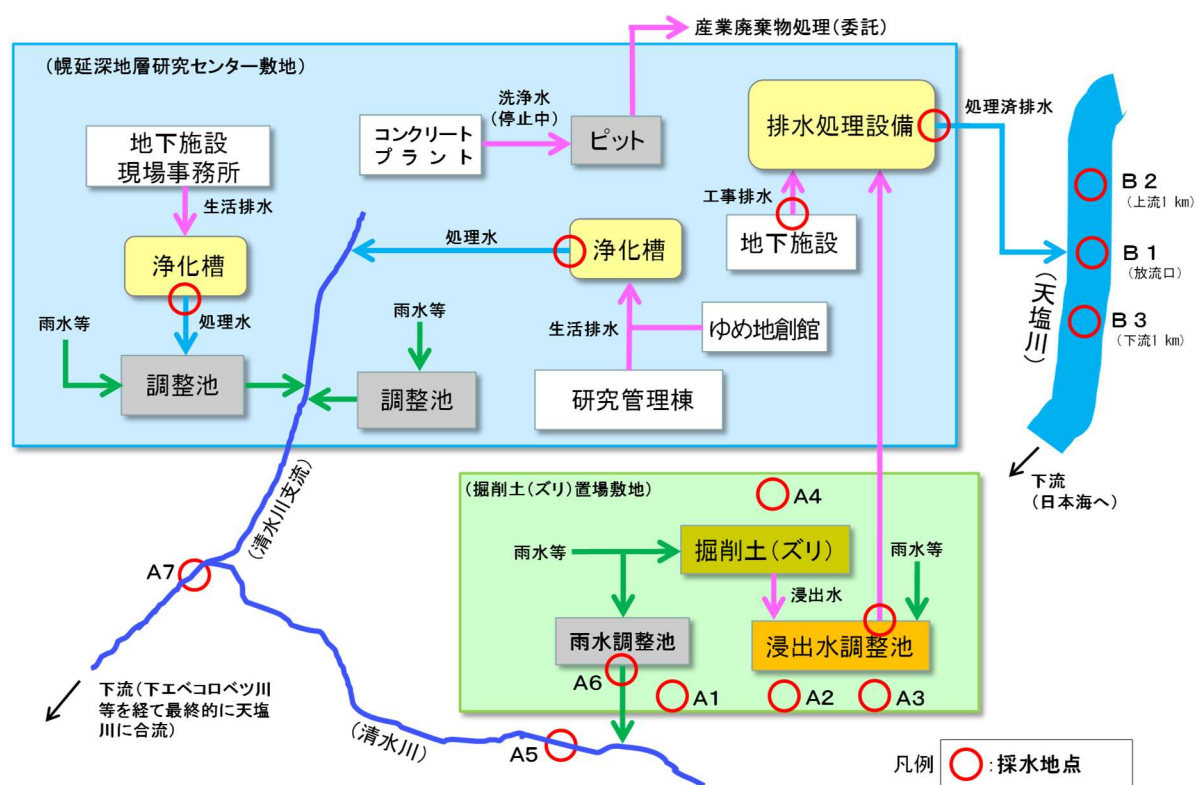 産業廃棄物処理(委託)
(幌延深地層研究センター敷地)
洗浄水
(停止中)
コンクリート
プラント
ピット
排水処理設備
処理済排水
地下施設
現場事務所
生活排水
工事排水
地下施設
浄化槽
処理水
浄化槽
B2
(上流1 km)
B1
(放流口)
B3
(下流1 km)
(天塩川)
雨水等
処理水
雨水等
生活排水
ゆめ地創館
調整池
調整池
研究管理棟
下流
(日本海へ)
(清水川支流)
(掘削土(ズリ)置場敷地)
A4
雨水等
掘削土(ズリ)
雨水等
浸出水
A7
雨水調整池
浸出水調整池
A6
A1
A2
A3
下流(下エベコロベツ川
等を経て最終的に天塩
川に合流)
(清水川)
A5
凡例
:採水地点